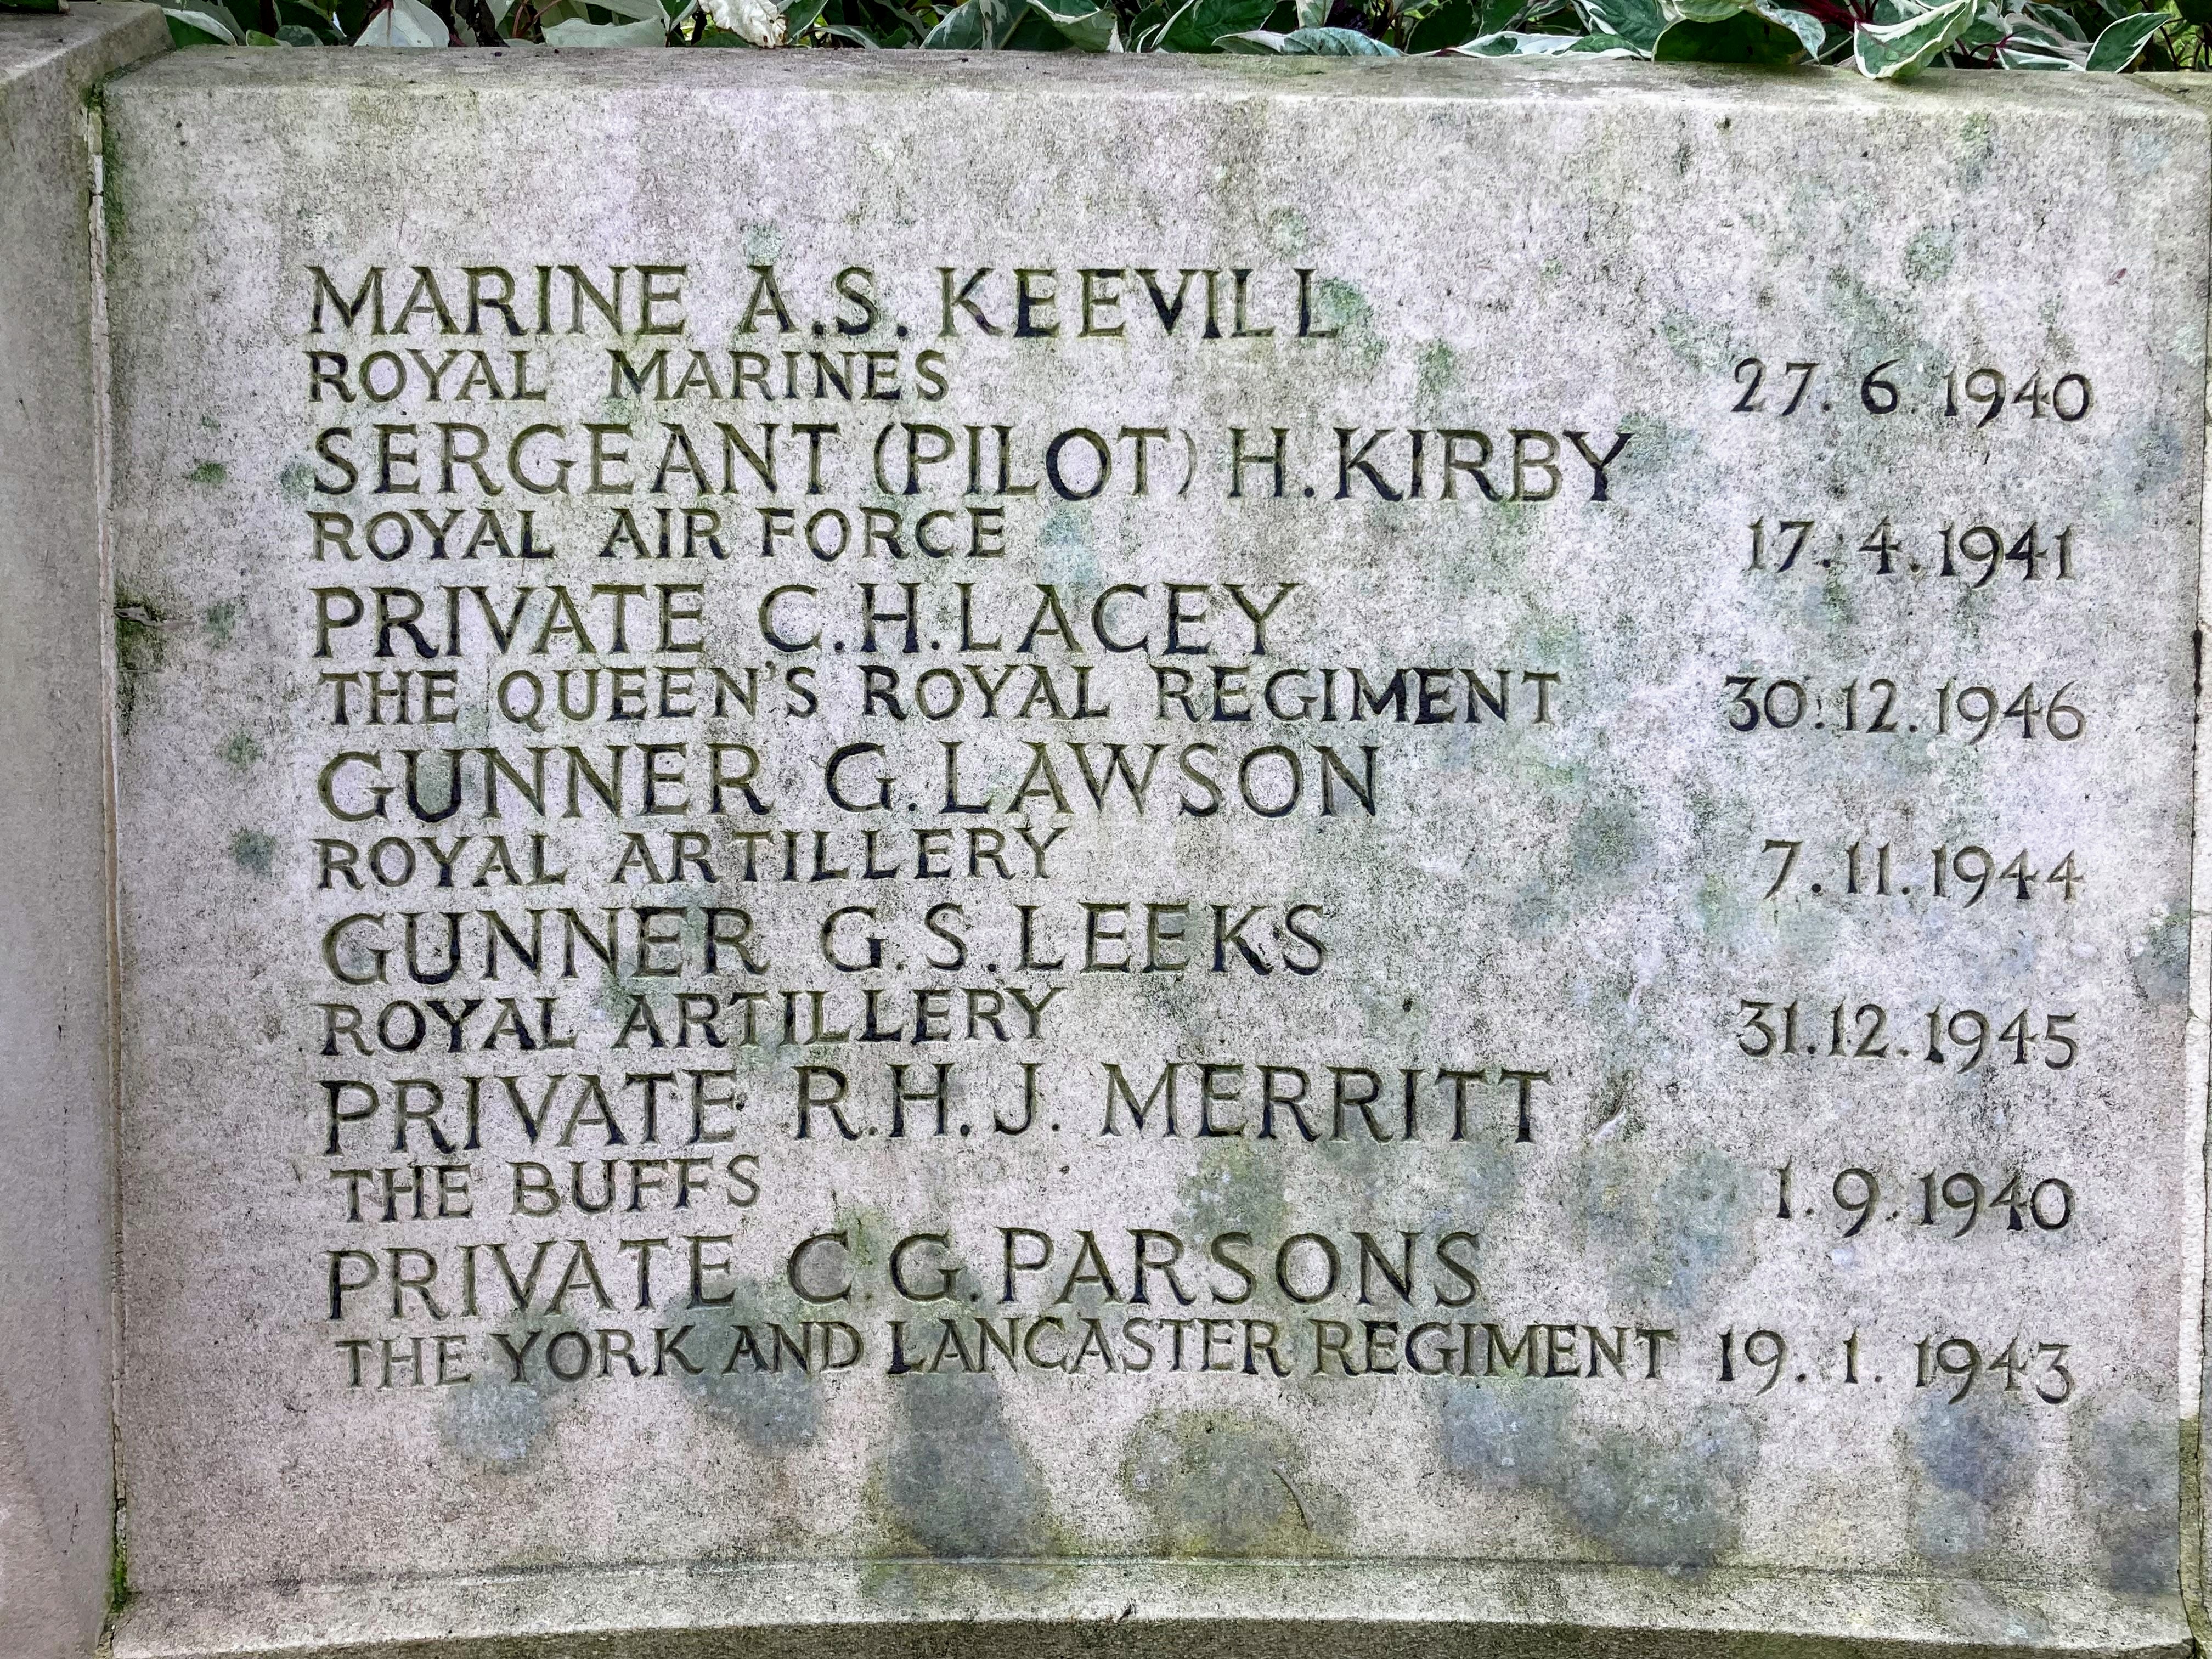 MARINE A.S. KEEVILL
ROYAL MARINES 27.6.1940
SERGEANT (PILOT) H. KIRBY
ROYAL AIR FORCE 17.4.1941
PRIVATE C.H. LACEY
THE QUEEN'S ROYAL REGIMENT 30.12.1946
GUNNER G. LAWSON
ROYAL ARTILLERY 7.11.1944
GUNNER G.S. LEEKS
ROYAL ARTILLERY 31.12.1945
PRIVATE R.H.J. MERRITT
THE BUFFS 1.9.1940
PRIVATE C.G. PARSONS
THE YORK AND LANCASTER REGIMENT 19.1.1943